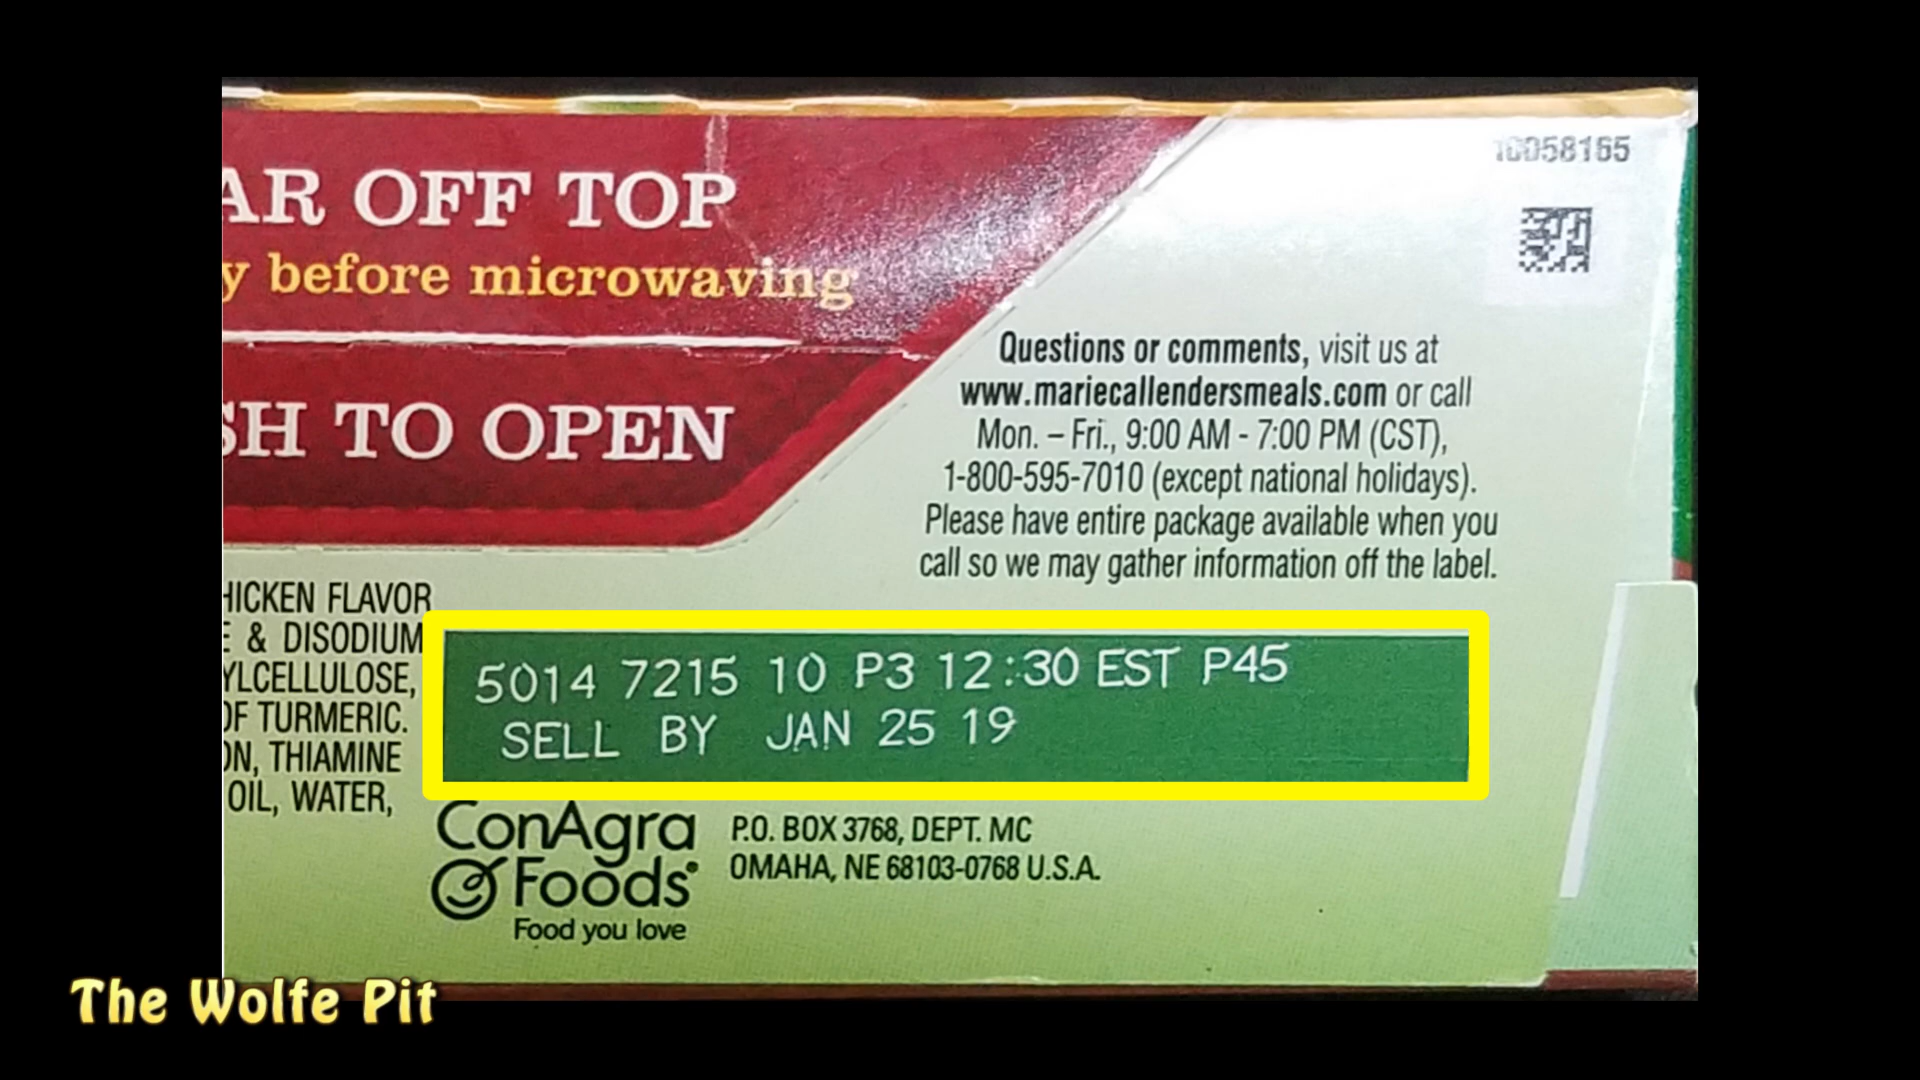 AR OFF TOP
y before microwaving
SH TO OPEN
10058165
Questions or comments, visit us at
www.mariecallendersmeals.com or call
Mon. – Fri., 9:00 AM - 7:00 PM (CST),
1-800-595-7010 (except national holidays).
Please have entire package available when you
call so we may gather information off the label.
HICKEN FLAVOR
E & DISODIUM
YLCELLULOSE,
OF TURMERIC.
ON, THIAMINE
OIL, WATER,
5014 7215 10 P3 12:30 EST P45
SELL BY JAN 25 19
ConAgra
Foods®
Food you love
P.O. BOX 3768, DEPT. MC
OMAHA, NE 68103-0768 U.S.A.
The Wolfe Pit